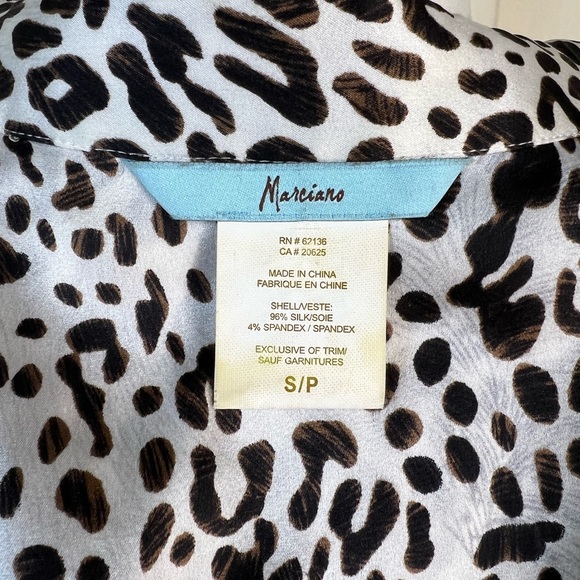 Marciano
RN # 62136
CA # 20625
MADE IN CHINA
FABRIQUE EN CHINE
SHELL/VESTE:
96% SILK/SOIE
4% SPANDEX / SPANDEX
EXCLUSIVE OF TRIM/
SAUF GARNITURES
S/P